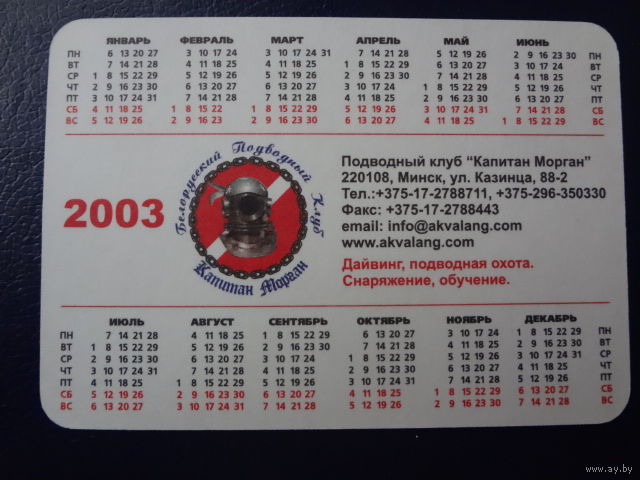 ЯНВАРЬ ФЕВРАЛЬ МАРТ АПРЕЛЬ МАЙ ИЮНЬ
ПН 6 13 20 27 3 10 17 24 3 10 17 24 31 7 14 21 28 5 12 19 26 2 9 16 23 30 ПН
ВТ 7 14 21 28 4 11 18 25 4 11 18 25 1 8 15 22 29 6 13 20 27 3 10 17 24 ВТ
СР 1 8 15 22 29 5 12 19 26 5 12 19 26 2 9 16 23 30 7 14 21 28 4 11 18 25 СР
ЧТ 2 9 16 23 30 6 13 20 27 6 13 20 27 3 10 17 24 1 8 15 22 29 5 12 19 26 ЧТ
ПТ 3 10 17 24 31 7 14 21 28 7 14 21 28 4 11 18 25 2 9 16 23 30 6 13 20 27 ПТ
СБ 4 11 18 25 1 8 15 22 1 8 15 22 29 5 12 19 26 3 10 17 24 31 7 14 21 28 СБ
ВС 5 12 19 26 2 9 16 23 2 9 16 23 30 6 13 20 27 4 11 18 25 1 8 15 22 29 ВС
2003
Белорусский Подводный Клуб
Капитан Морган
Подводный клуб "Капитан Морган"
220108, Минск, ул. Казинца, 88-2
Тел.:+375-17-2788711, +375-296-350330
Факс: +375-17-2788443
email: info@akvalang.com
www.akvalang.com
Дайвинг, подводная охота.
Снаряжение, обучение.
ИЮЛЬ АВГУСТ СЕНТЯБРЬ ОКТЯБРЬ НОЯБРЬ ДЕКАБРЬ
ПН 7 14 21 28 4 11 18 25 1 8 15 22 29 6 13 20 27 3 10 17 24 1 8 15 22 29 ПН
ВТ 1 8 15 22 29 5 12 19 26 2 9 16 23 30 7 14 21 28 4 11 18 25 2 9 16 23 30 ВТ
СР 2 9 16 23 30 6 13 20 27 3 10 17 24 1 8 15 22 29 5 12 19 26 3 10 17 24 31 СР
ЧТ 3 10 17 24 31 7 14 21 28 4 11 18 25 2 9 16 23 30 6 13 20 27 4 11 18 25 ЧТ
ПТ 4 11 18 25 1 8 15 22 29 5 12 19 26 3 10 17 24 31 7 14 21 28 5 12 19 26 ПТ
СБ 5 12 19 26 2 9 16 23 30 6 13 20 27 4 11 18 25 1 8 15 22 29 6 13 20 27 СБ
ВС 6 13 20 27 3 10 17 24 31 7 14 21 28 5 12 19 26 2 9 16 23 30 7 14 21 28 ВС
www.ay.by